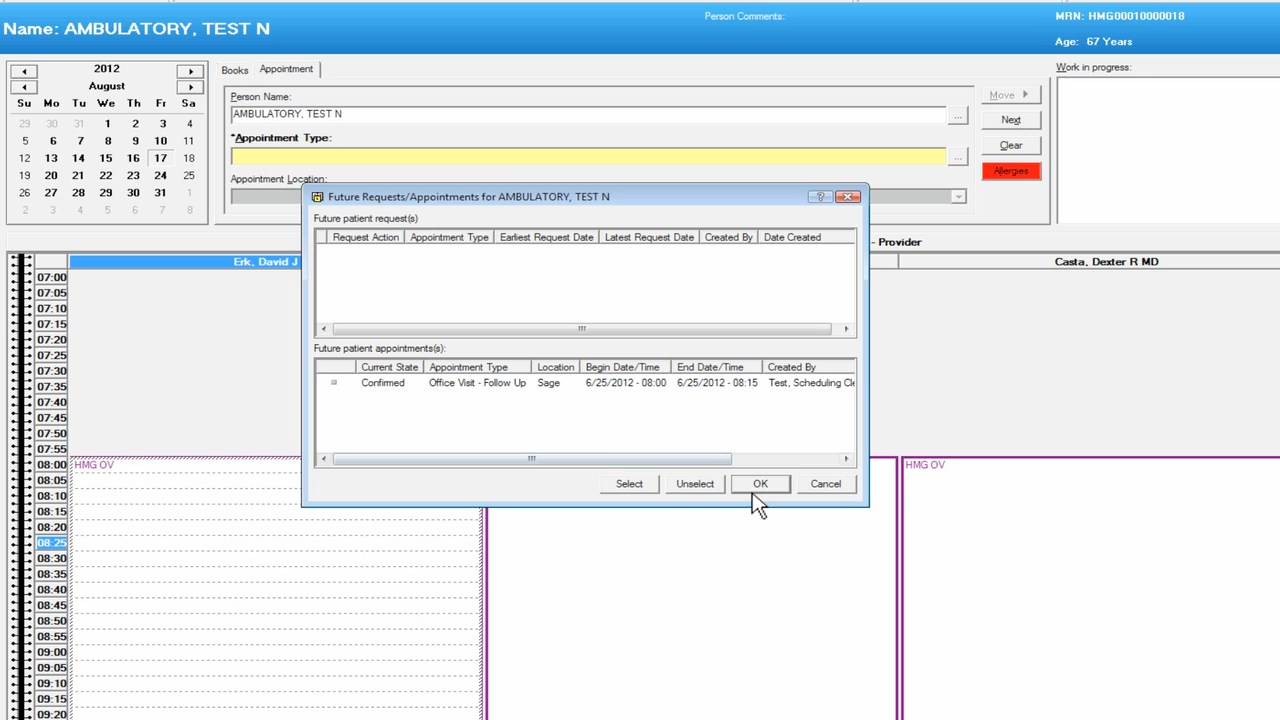 Name: AMBULATORY, TEST N
Person Comments:
MRN: HMG00010000018
Age: 67 Years
2012
August
Su Mo Tu We Th Fr Sa
29 30 31 1 2 3 4
5 6 7 8 9 10 11
12 13 14 15 16 17 18
19 20 21 22 23 24 25
26 27 28 29 30 31 1
2 3 4 5 6 7 8
Books Appointment
Person Name:
AMBULATORY, TEST N
...
*Appointment Type:
...
Appointment Location:
Move
Next
Clear
Allergies
Work in progress:
Future Requests/Appointments for AMBULATORY, TEST N
?
Future patient request(s)
Request Action Appointment Type Earliest Request Date Latest Request Date Created By Date Created
Future patient appointments(s):
Current State Appointment Type Location Begin Date/Time End Date/Time Created By
Confirmed Office Visit - Follow Up Sage 6/25/2012 - 08:00 6/25/2012 - 08:15 Test, Scheduling Cle
Select Unselect OK Cancel
- Provider
Erk, David J
Casta, Dexter R MD
07:00
07:05
07:10
07:15
07:20
07:25
07:30
07:35
07:40
07:45
07:50
07:55
08:00 HMG OV HMG OV
08:05
08:10
08:15
08:20
08:25
08:30
08:35
08:40
08:45
08:50
08:55
09:00
09:05
09:10
09:15
09:20